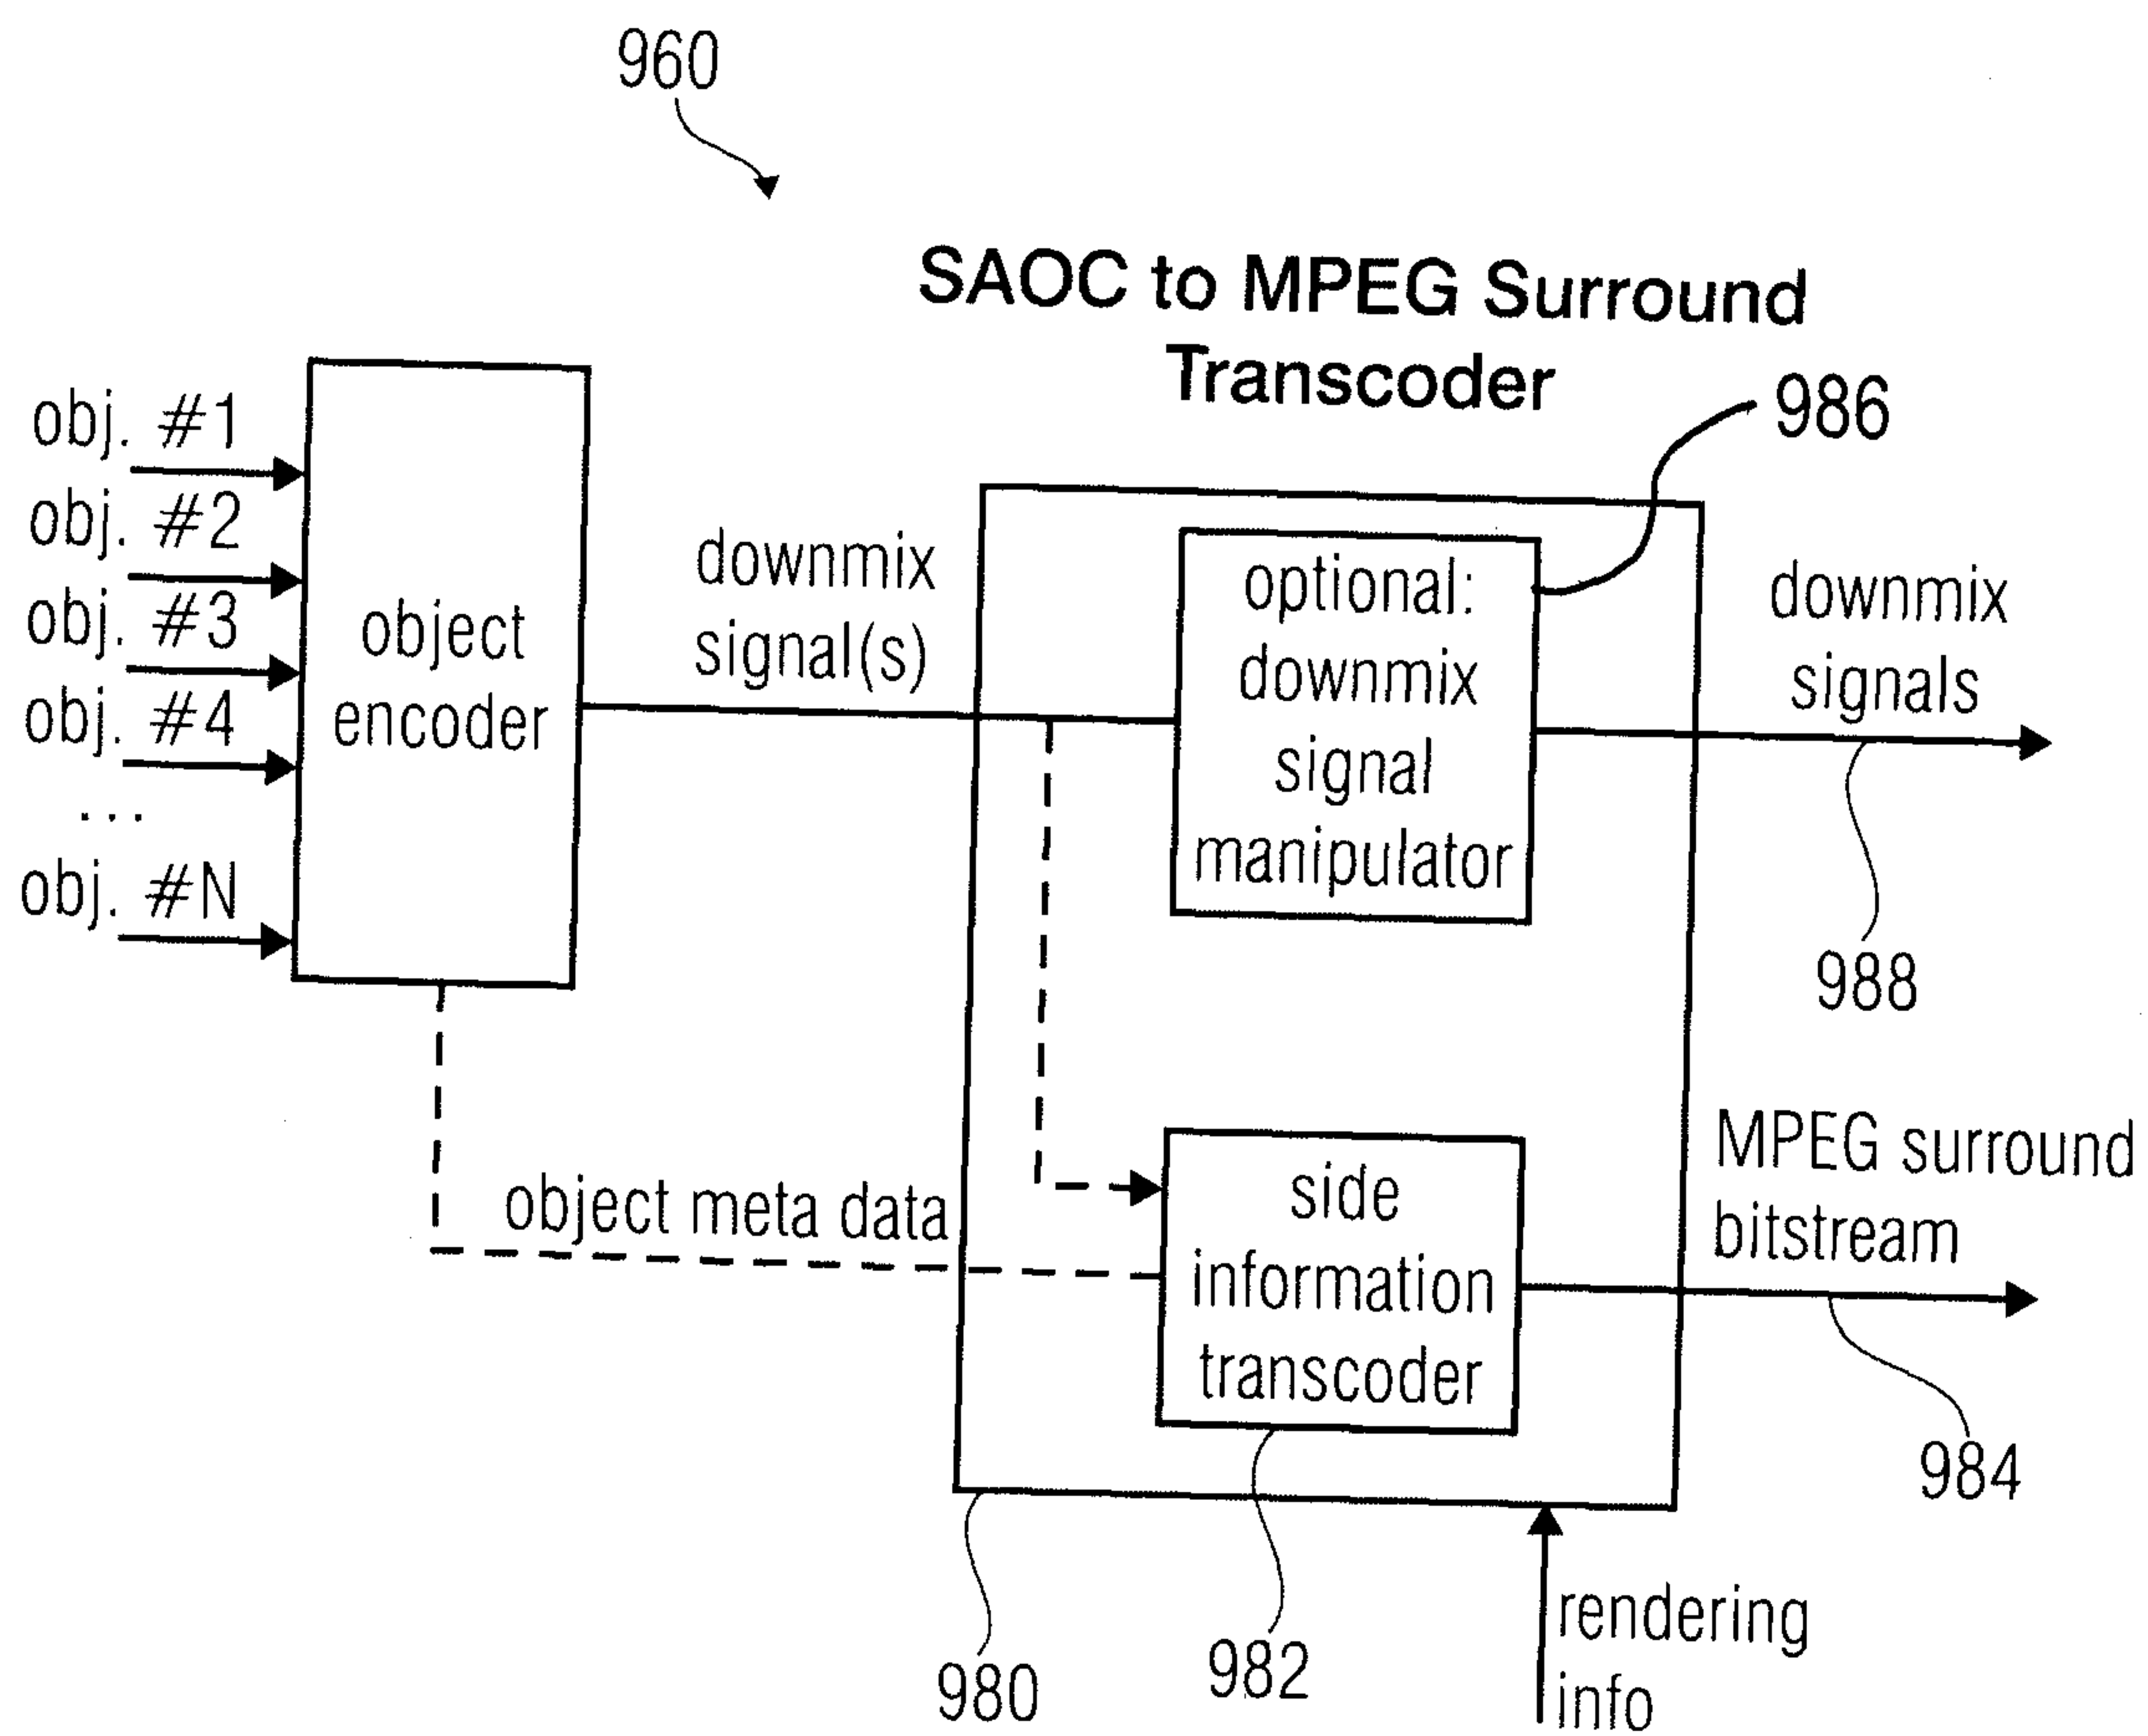 960
SAOC to MPEG Surround
Transcoder
986
obj. #1
obj. #2
obj. #3
obj. #4
...
obj. #N
object
encoder
downmix
signal(s)
optional:
downmix
signal
manipulator
downmix
signals
988
object meta data
side
information
transcoder
MPEG surround
bitstream
984
980
982
rendering
info